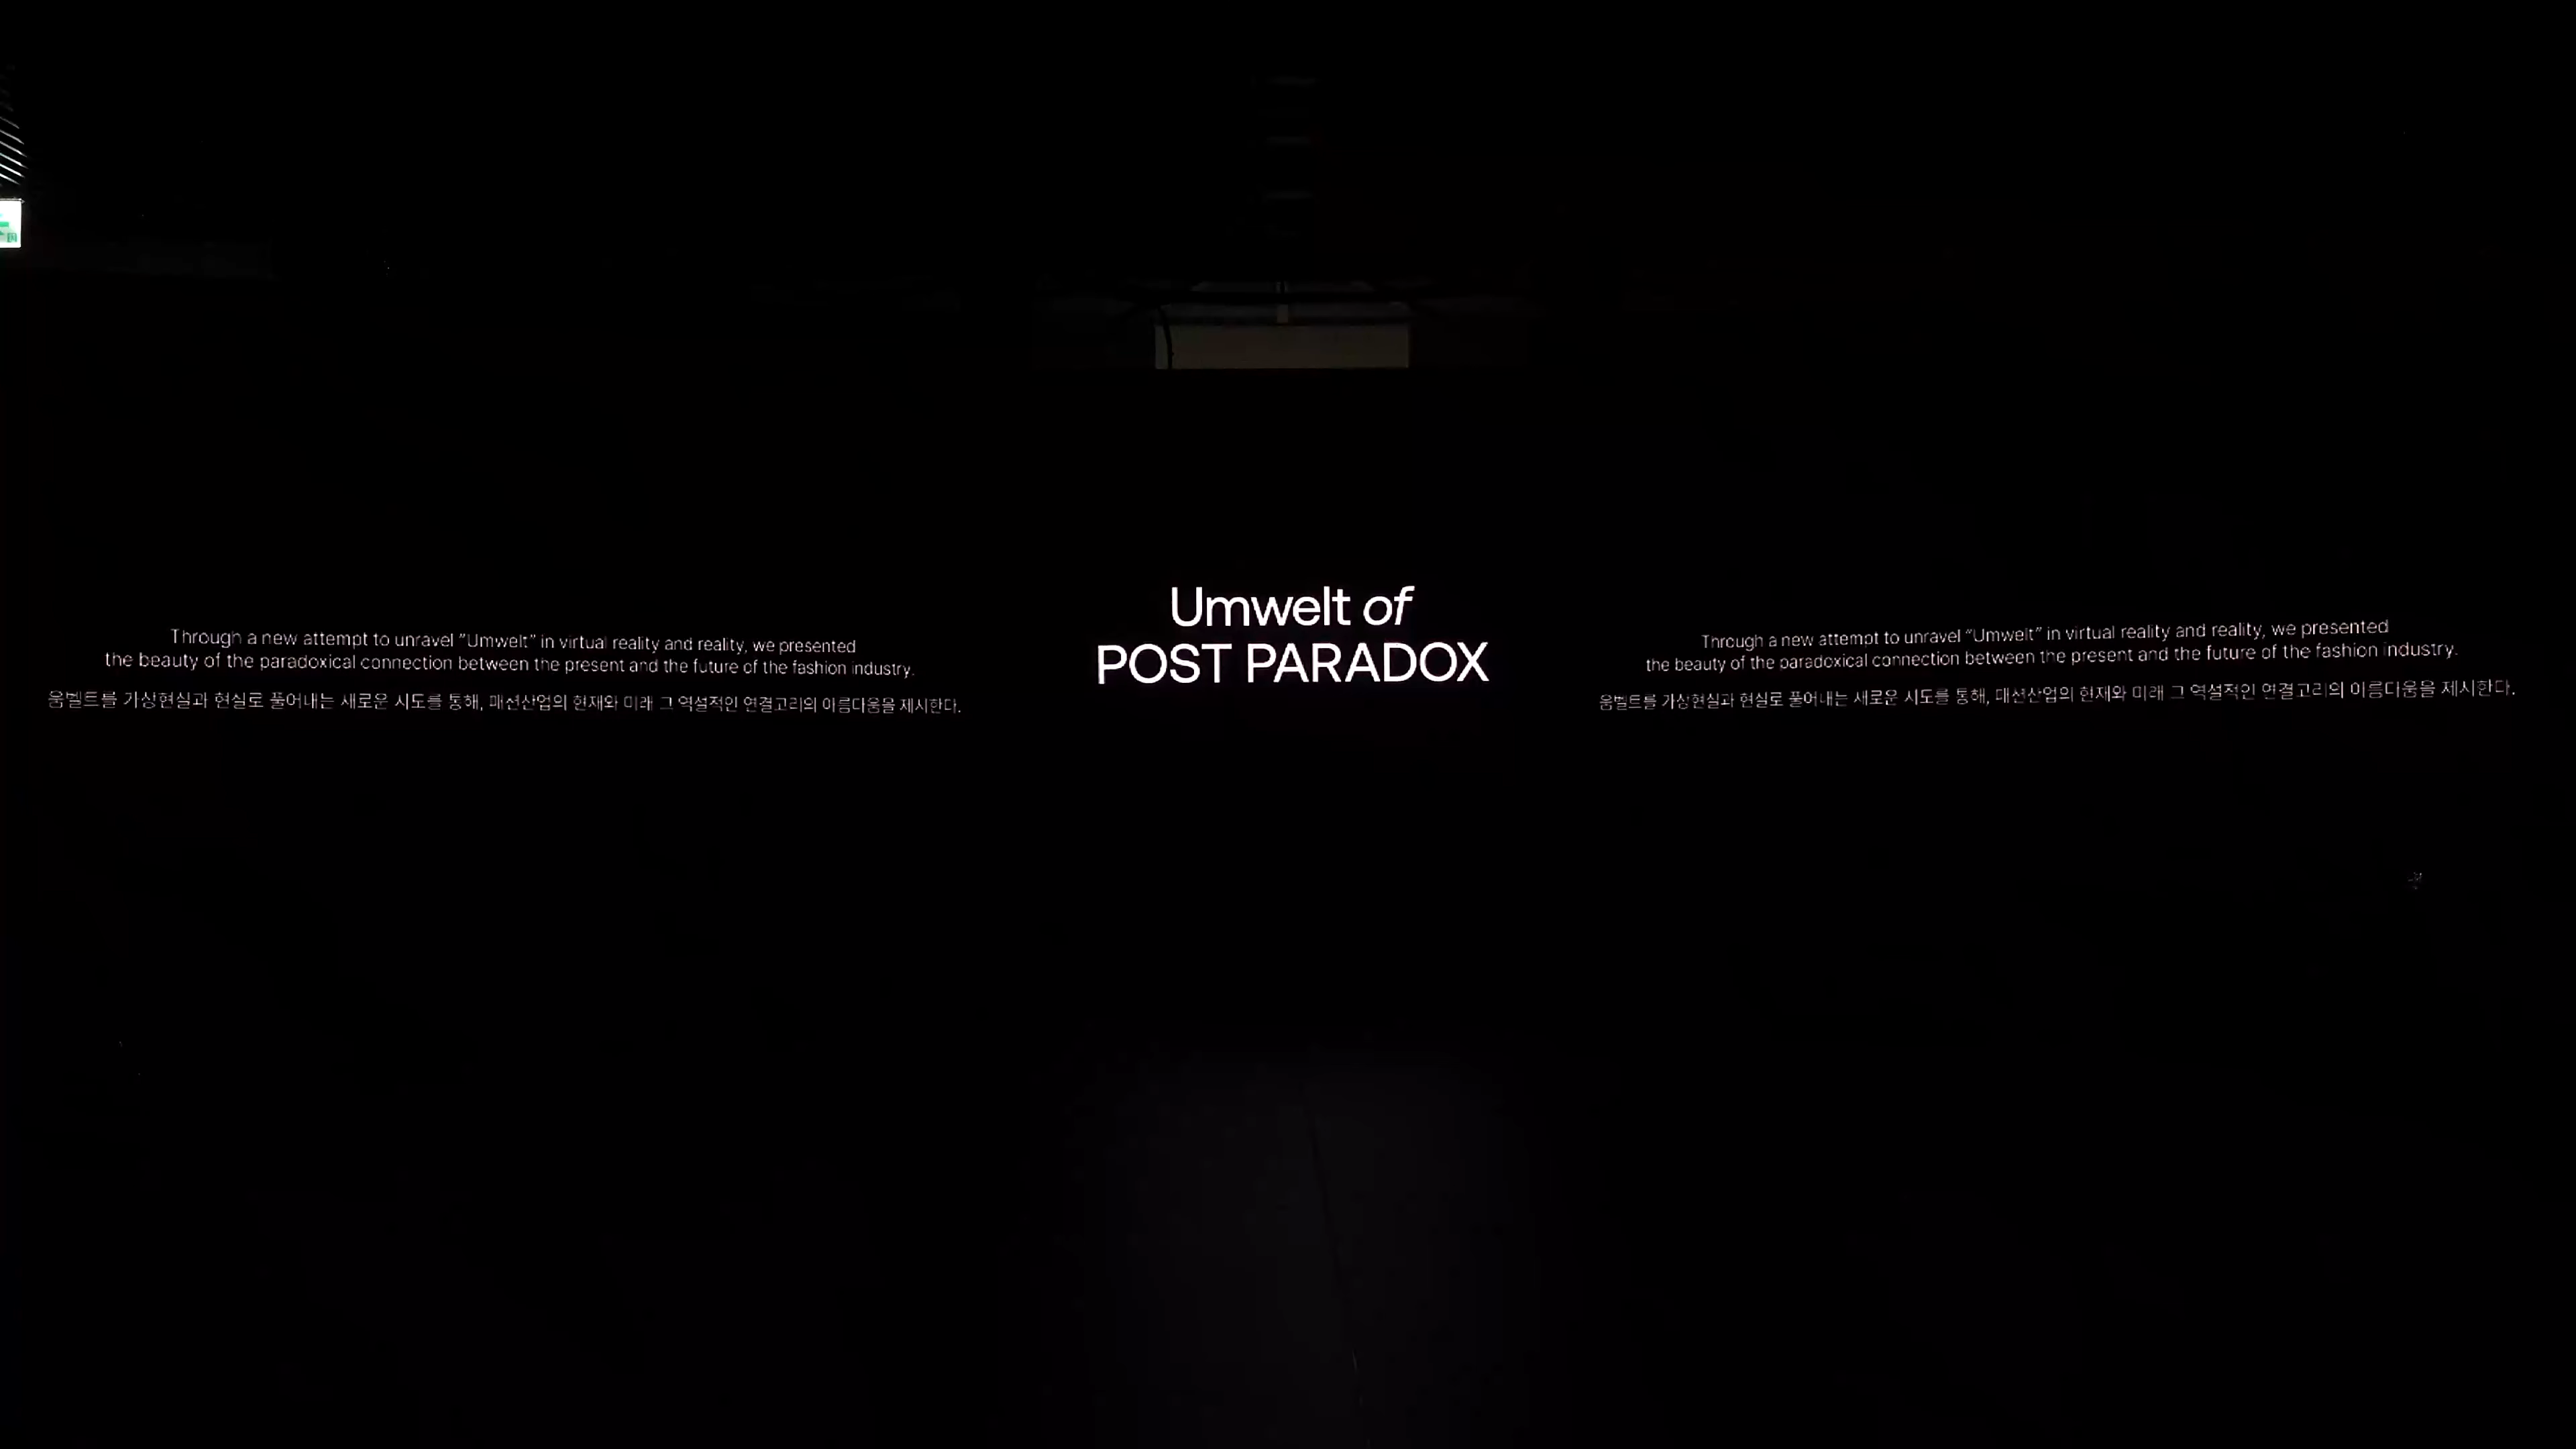 Through a new attempt to unravel “Umwelt” in virtual reality and reality, we presented
the beauty of the paradoxical connection between the present and the future of the fashion industry.
움벨트를 가상현실과 현실로 풀어내는 새로운 시도를 통해, 패션산업의 현재와 미래 그 역설적인 연결고리의 아름다움을 제시한다.
Umwelt of
POST PARADOX
Through a new attempt to unravel “Umwelt” in virtual reality and reality, we presented
the beauty of the paradoxical connection between the present and the future of the fashion industry.
움벨트를 가상현실과 현실로 풀어내는 새로운 시도를 통해, 패션산업의 현재와 미래 그 역설적인 연결고리의 아름다움을 제시한다.